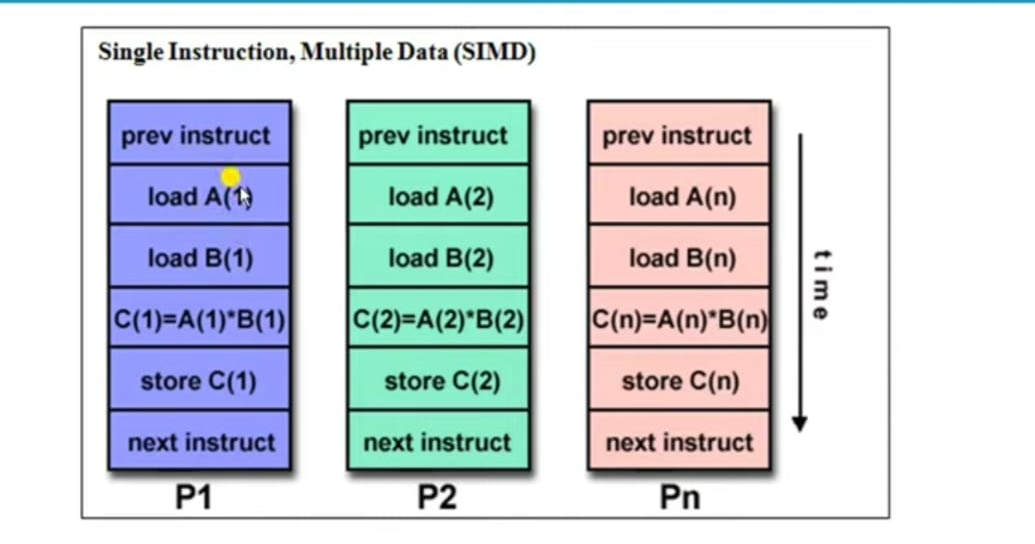 Single Instruction, Multiple Data (SIMD)
prev instruct
load A(1)
load B(1)
C(1)=A(1)*B(1)
store C(1)
next instruct
P1
prev instruct
load A(2)
load B(2)
C(2)=A(2)*B(2)
store C(2)
next instruct
P2
prev instruct
load A(n)
load B(n)
C(n)=A(n)*B(n)
store C(n)
next instruct
Pn
time